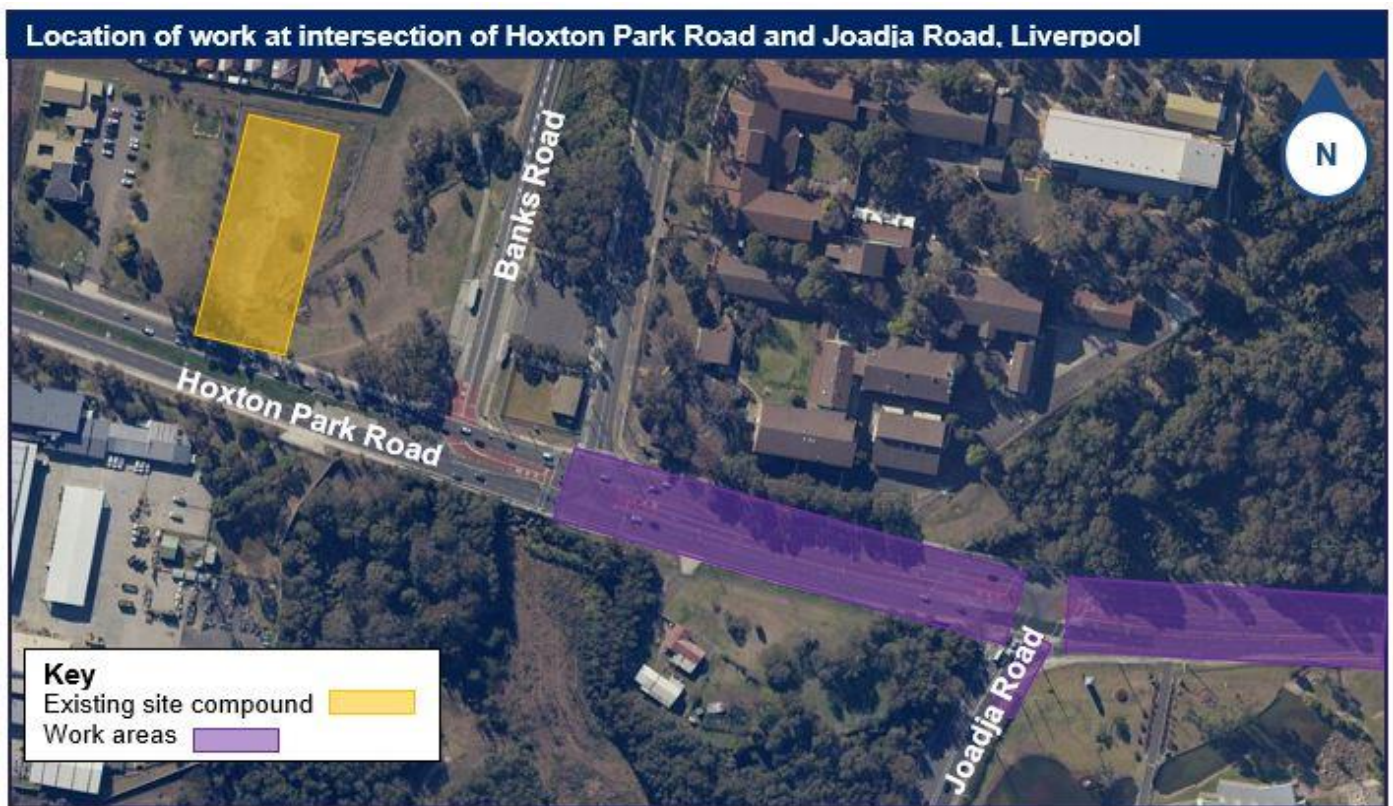 Location of work at intersection of Hoxton Park Road and Joadja Road, Liverpool
N
Banks Road
Hoxton Park Road
Joadja Road
Key
Existing site compound
Work areas